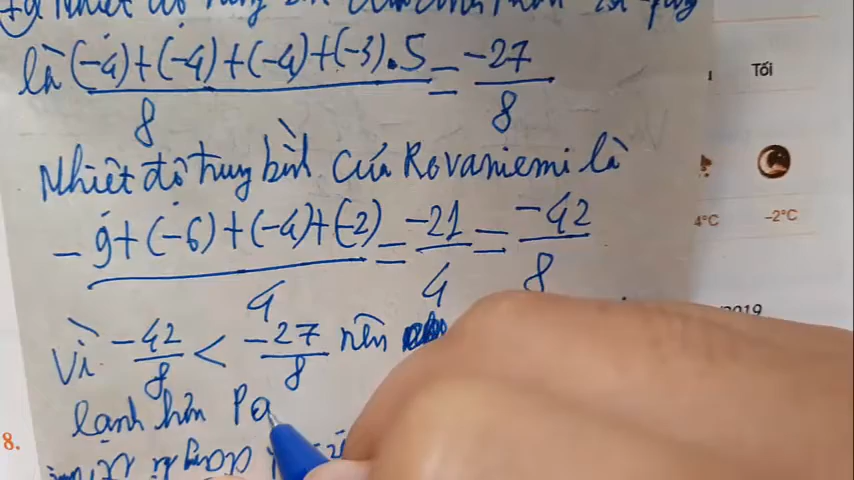 là (-4)+(-4)+(-4)+(-3).5 = -27
8 8
Nhiệt độ trung bình của Rovaniemi là
-9+(-6)+(-4)+(-2) = -21 = -42
4 4 8
Vì -42 < -27 nên
8 8
lạnh hơn Pa
Tối
4°C -2°C
/2019
8.